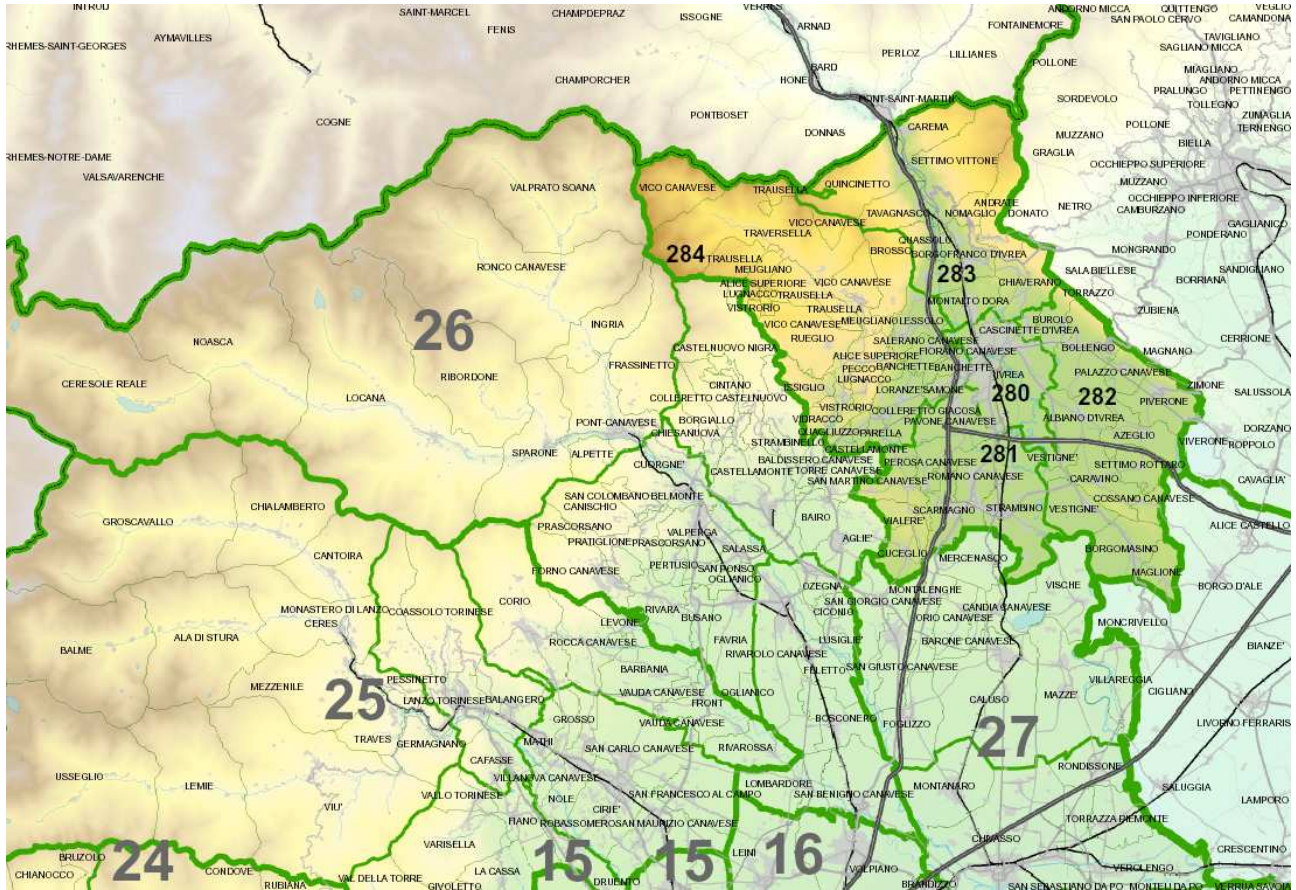 INTROD
SAINT-MARCEL
CHAMPDEPRAZ
ISSOGNE
VERRES
ANDORNO MICCA
QUITTENGO
VEGLIO
RHEMES-SAINT-GEORGES
AYMAVILLES
FENIS
ARNAD
FONTAINEMORE
SAN PAOLO CERVO
CAMANDONA
PERLOZ
LILLIANES
TAVIGLIANO
SAGLIANO MICCA
CHAMPORCHER
BARD
HONE
POLLONE
MIAGLIANO
ANDORNO MICCA
PRALUNGO
PETTINENGO
COGNE
PONTBOSET
PONT-SAINT-MARTIN
SORDEVOLO
TOLLEGNO
ZUMAGLIA
TERNENGO
DONNAS
CAREMA
MUZZANO
POLLONE
BIELLA
RHEMES-NOTRE-DAME
VALSAVARENCHE
SETTIMO VITTONE
GRAGLIA
OCCHIEPPO SUPERIORE
VALPRATO SOANA
VICO CANAVESE
TRAUSELLA
QUINCINETTO
MUZZANO
OCCHIEPPO INFERIORE
CAMBURZANO
ANDRATE
NOMAGLIO
DONATO
NETRO
GAGLIANICO
PONDERANO
TAVAGNASCO
VICO CANAVESE
TRAVERSELLA
QUASSOLO
BROSSO
BORGOFRANCO D'IVREA
MONGRANDO
SANDIGLIANO
284
TRAUSELLA
RONCO CANAVESE
MEUGLIANO
283
CHIAVERANO
SALA BIELLESE
BORRIANA
ALICE SUPERIORE
VICO CANAVESE
TORRAZZO
LUGNACCO
TRAUSELLA
MONTALTO DORA
ZUBIENA
26
VISTRORIO
TRAUSELLA
INGRIA
VICO CANAVESE
MEUGLIANO
LESSOLO
BUROLO
CASCINETTE D'IVREA
CERRIONE
NOASCA
RUEGLIO
SALERANO CANAVESE
CASTELNUOVO NIGRA
FIORANO CANAVESE
BOLLENGO
MAGNANO
FRASSINETTO
ALICE SUPERIORE
PECCO
BANCHETTE
BANCHETTE
IVREA
PALAZZO CANAVESE
CERESOLE REALE
RIBORDONE
CINTANO
ISSIGLIO
LUGNACCO
LORANZE'
SAMONE
280
282
ZIMONE
SALUSSOLA
LOCANA
COLLERETTO CASTELNUOVO
VISTRORIO
COLLERETTO GIACOSA
ALBIANO D'IVREA
PIVERONE
PONT-CANAVESE
BORGIALLO
VIDRACCO
PAVONE CANAVESE
DORZANO
CHIESANUOVA
STRAMBINELLO
QUAGLIUZZO
PARELLA
AZEGLIO
VIVERONE
ROPPOLO
SPARONE
ALPETTE
CUORGNE'
CASTELLAMONTE
281
VESTIGNE'
BALDISSERO CANAVESE
PEROSA CANAVESE
SETTIMO ROTTARO
CASTELLAMONTE
TORRE CANAVESE
ROMANO CANAVESE
CARAVINO
CAVAGLIA'
SAN MARTINO CANAVESE
SAN COLOMBANO BELMONTE
CANISCHIO
COSSANO CANAVESE
GROSCAVALLO
CHIALAMBERTO
SCARMAGNO
STRAMBINO
VESTIGNE'
BAIRO
VIALFRE'
PRASCORSANO
VALPERGA
ALICE CASTELLO
PRATIGLIONE
PRASCORSANO
SALASSA
AGLIE'
CANTOIRA
CUCEGLIO
MERCENASCO
BORGOMASINO
PERTUSIO
SAN PONSO
MAGLIONE
FORNO CANAVESE
OGLIANICO
OZEGNA
MONTALENGHE
VISCHE
BORGO D'ALE
MONASTERO DI LANZO
COASSOLO TORINESE
CORIO
RIVARA
SAN GIORGIO CANAVESE
CANDIA CANAVESE
CERES
LEVONE
BUSANO
CICONIO
ORIO CANAVESE
MONCRIVELLO
ALA DI STURA
ROCCA CANAVESE
FAVRIA
LUSIGLIE'
BARONE CANAVESE
BALME
RIVAROLO CANAVESE
BIANZE'
BARBANIA
FELETTO
SAN GIUSTO CANAVESE
PESSINETTO
VILLAREGGIA
MEZZENILE
25
LANZO TORINESE
BALANGERO
VAUDA CANAVESE
OGLIANICO
MAZZE'
CIGLIANO
FRONT
CALUSO
GROSSO
BOSCONERO
VAUDA CANAVESE
FOGLIZZO
27
LIVORNO FERRARIS
TRAVES
GERMAGNANO
MATHI
SAN CARLO CANAVESE
RIVAROSSA
CAFASSE
RONDISSONE
USSEGLIO
LEMIE
VILLANOVA CANAVESE
LOMBARDORE
MONTANARO
SALUGGIA
VALLO TORINESE
NOLE
SAN FRANCESCO AL CAMPO
SAN BENIGNO CANAVESE
LAMPORO
VIU'
CIRIE'
FIANO
ROBASSOMERO
SAN MAURIZIO CANAVESE
TORRAZZA PIEMONTE
VARISELLA
CHIVASSO
BRUZOLO
24
15
15
LEINI
16
CRESCENTINO
CHIANOCCO
CONDOVE
LA CASSA
VOLPIANO
VEROLENGO
RUBIANA
VAL DELLA TORRE
GIVOLETTO
DRUENTO
BRANDIZZO
SAN SEBASTIANO DA PO
MONTEU DA PO
VERRUA SAVOIA